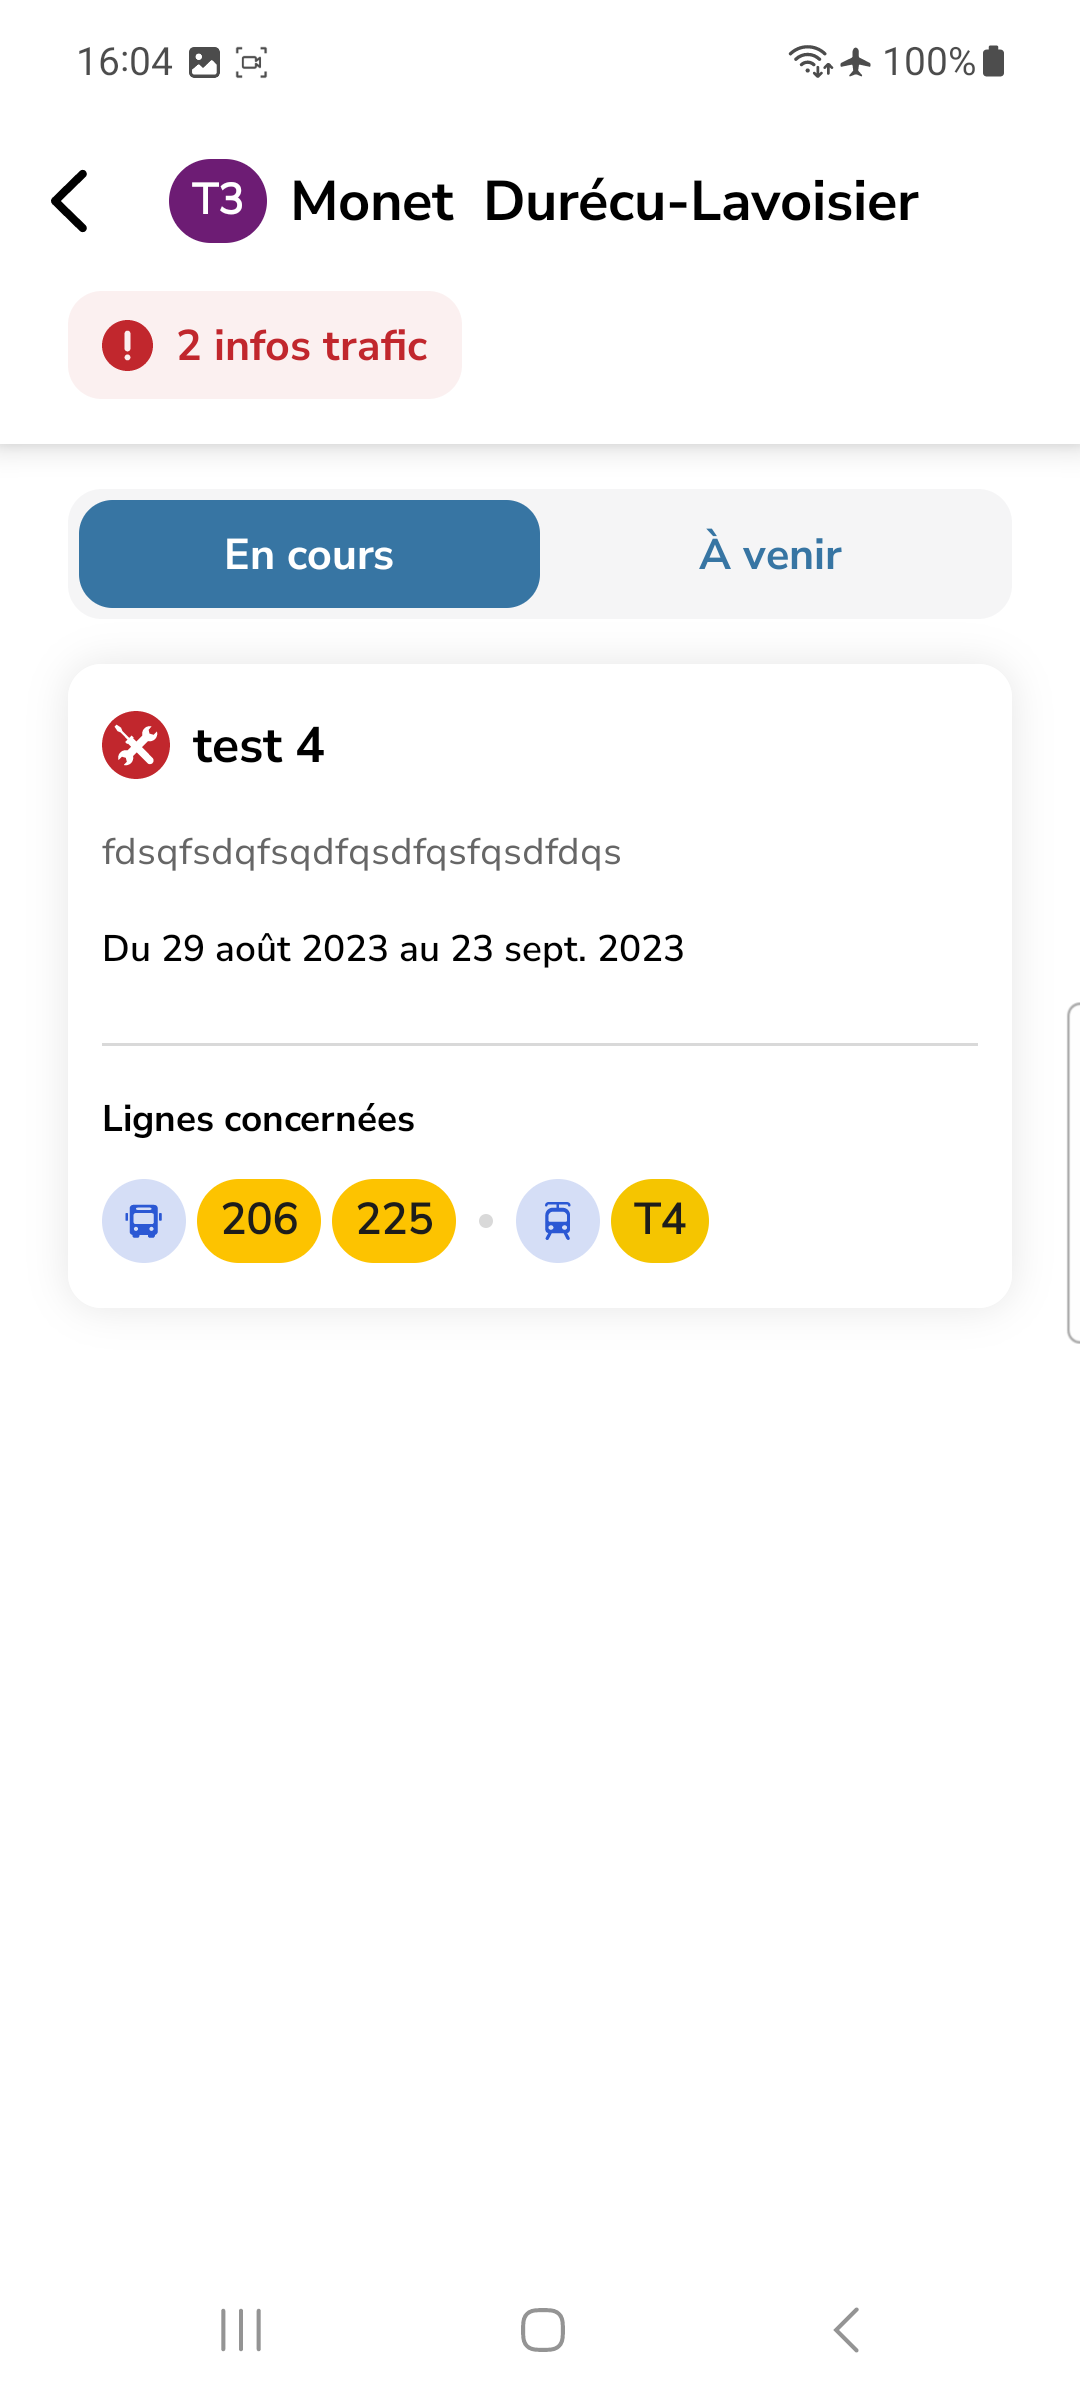 16:04 100%
T3 Monet  Durécu-Lavoisier
2 infos trafic
En cours À venir
test 4
fdsqfsdqfsqdfqsdfqsfqsdfdqs
Du 29 août 2023 au 23 sept. 2023
Lignes concernées
206 225 T4